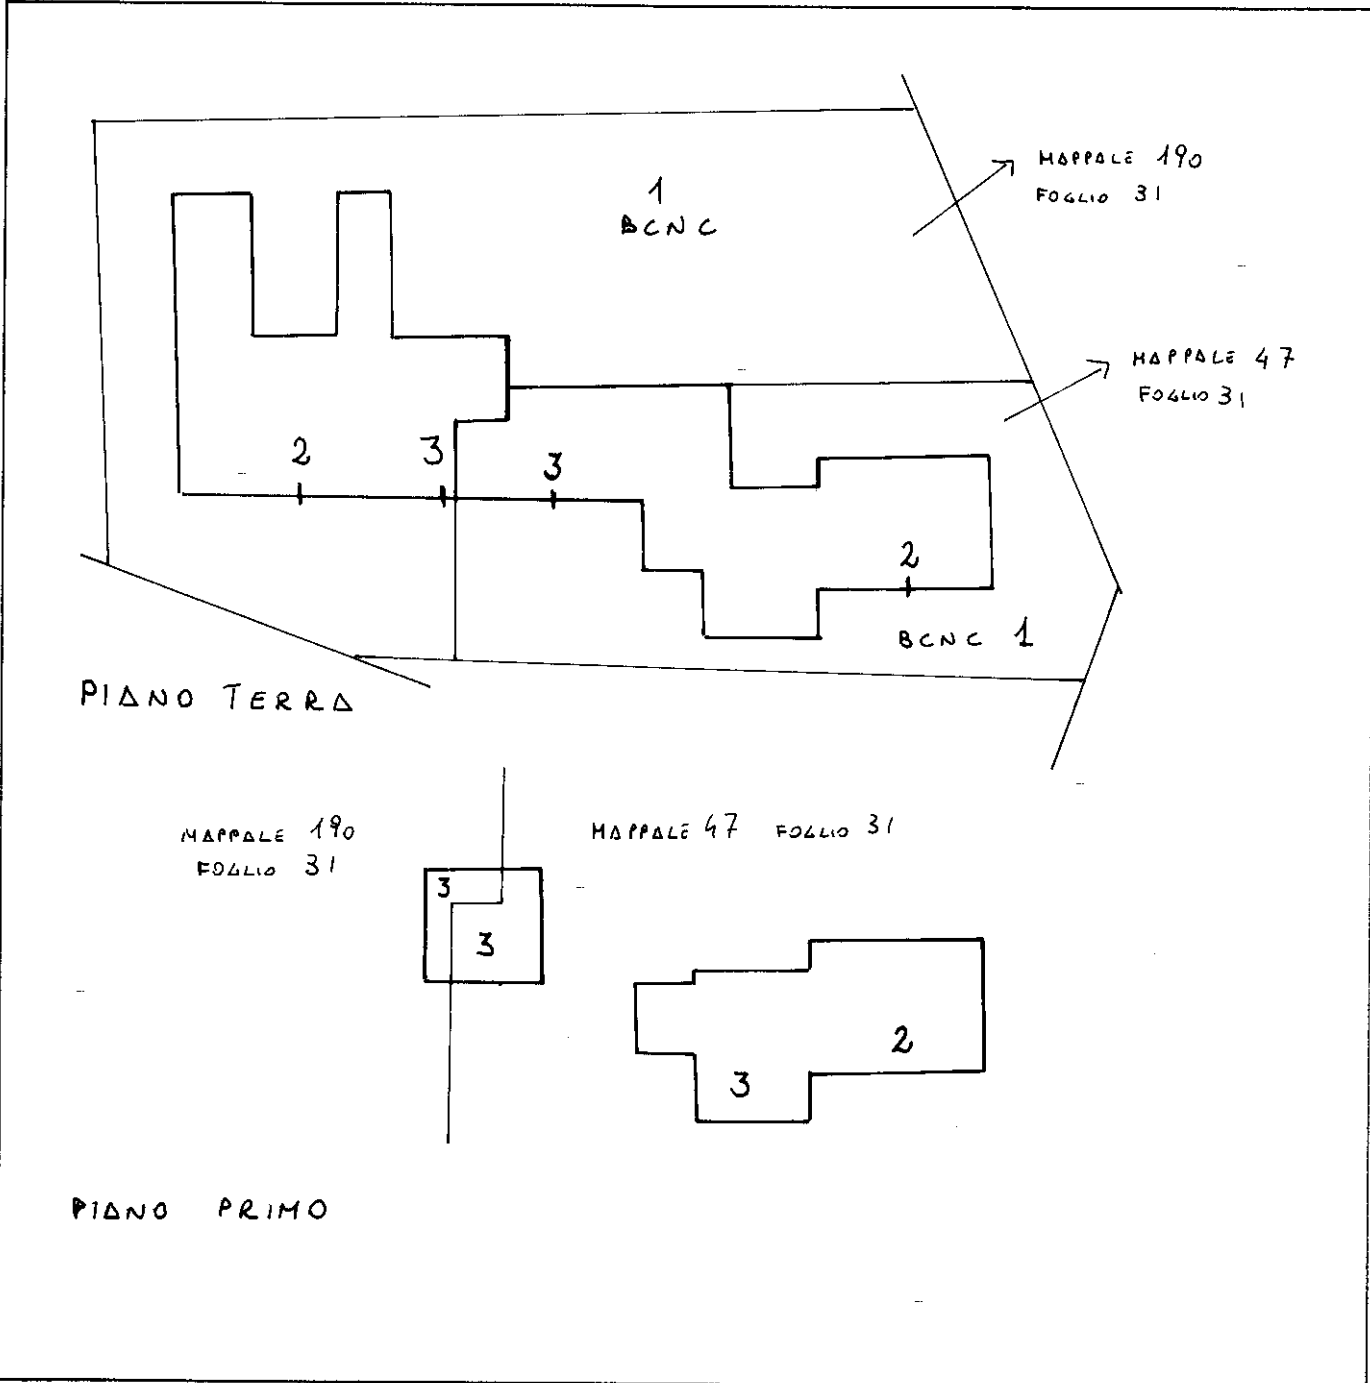 MAPPALE 190
FOGLIO 31
1
BCNC
MAPPALE 47
FOGLIO 31
2
3
3
2
BCNC 1
PIANO TERRA
MAPPALE 190
FOGLIO 31
MAPPALE 47 FOGLIO 31
3
3
2
3
PIANO PRIMO